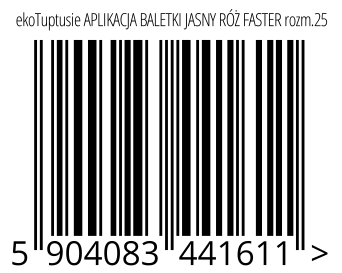 ekoTuptusie APLIKACJA BALETKI JASNY RÓŻ FASTER rozm.25
5 904083 441611 >